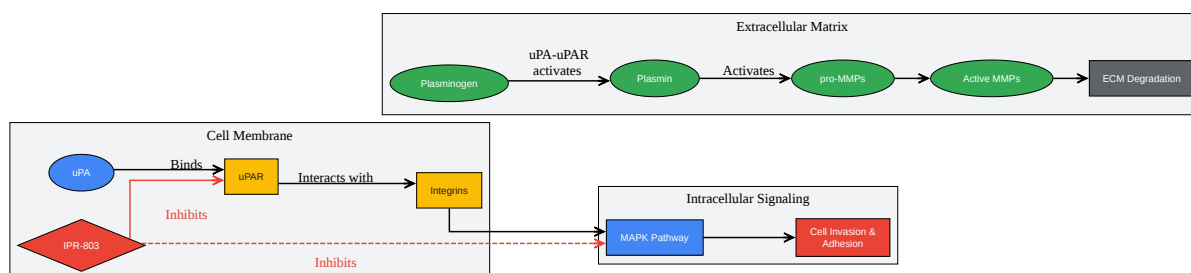 Extracellular Matrix
uPA-uPAR
activates
Activates
Plasminogen
Plasmin
pro-MMPs
Active MMPs
ECM Degradation
Cell Membrane
uPA
Binds
uPAR
Interacts with
Integrins
Inhibits
IPR-803
Inhibits
Intracellular Signaling
MAPK Pathway
Cell Invasion &
Adhesion